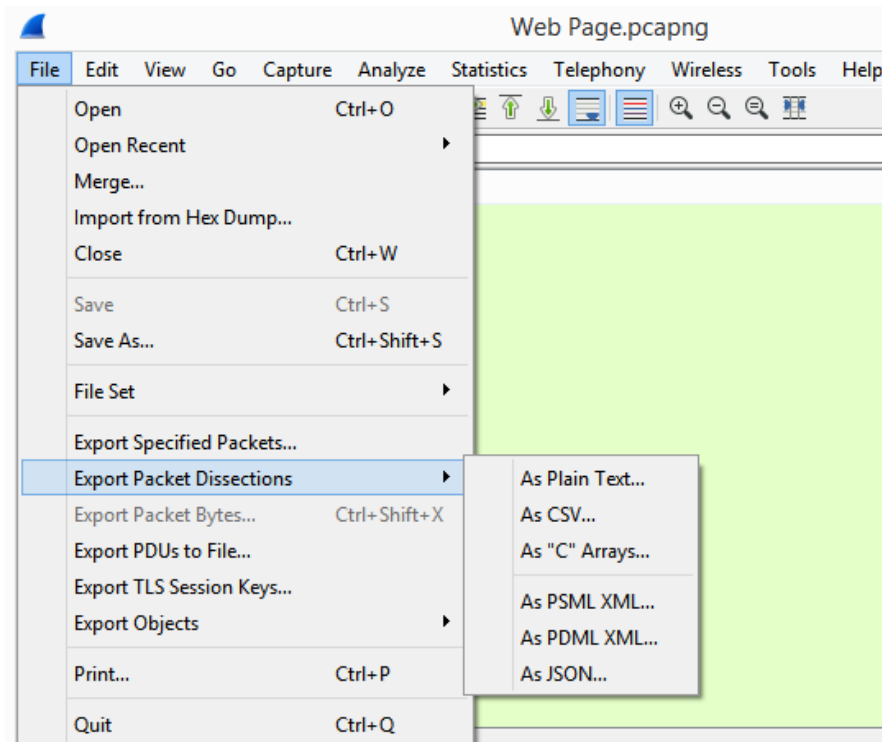 Web Page.pcapng
File Edit View Go Capture Analyze Statistics Telephony Wireless Tools Help
Open Ctrl+O
Open Recent
Merge...
Import from Hex Dump...
Close Ctrl+W
Save Ctrl+S
Save As... Ctrl+Shift+S
File Set
Export Specified Packets...
Export Packet Dissections
Export Packet Bytes... Ctrl+Shift+X
Export PDUs to File...
Export TLS Session Keys...
Export Objects
Print... Ctrl+P
Quit Ctrl+Q
As Plain Text...
As CSV...
As "C" Arrays...
As PSML XML...
As PDML XML...
As JSON...